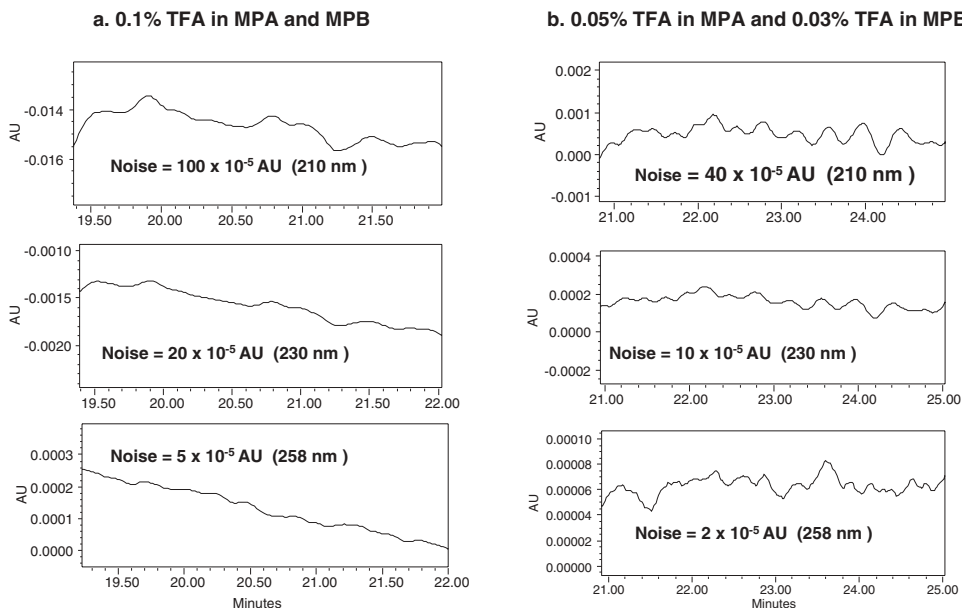 a. 0.1% TFA in MPA and MPB
-0.014
-0.016
AU
Noise = 100 x 10-5 AU (210 nm )
19.50 20.00 20.50 21.00 21.50
-0.0010
-0.0015
-0.0020
AU
Noise = 20 x 10-5 AU (230 nm )
19.50 20.00 20.50 21.00 21.50 22.00
0.0003
0.0002
0.0001
0.0000
AU
Noise = 5 x 10-5 AU (258 nm )
19.50 20.00 20.50 21.00 21.50 22.00
Minutes
b. 0.05% TFA in MPA and 0.03% TFA in MPB
0.002
0.001
0.000
-0.001
AU
Noise = 40 x 10-5 AU (210 nm )
21.00 22.00 23.00 24.00
0.0004
0.0002
0.0000
-0.0002
AU
Noise = 10 x 10-5 AU (230 nm )
21.00 22.00 23.00 24.00 25.00
0.00010
0.00008
0.00006
0.00004
0.00002
0.00000
AU
Noise = 2 x 10-5 AU (258 nm )
21.00 22.00 23.00 24.00 25.00
Minutes